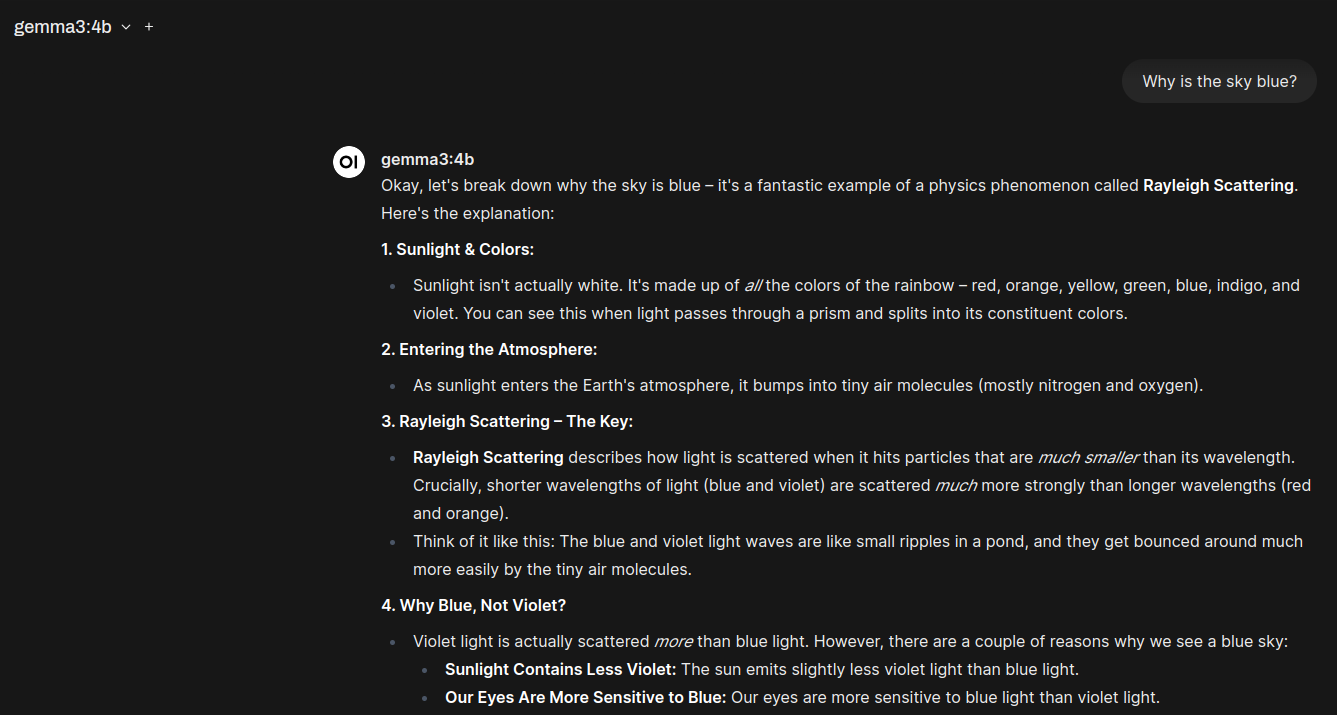 gemma3:4b
Why is the sky blue?
OI
gemma3:4b
Okay, let's break down why the sky is blue – it's a fantastic example of a physics phenomenon called Rayleigh Scattering.
Here's the explanation:
1. Sunlight & Colors:
Sunlight isn't actually white. It's made up of all the colors of the rainbow – red, orange, yellow, green, blue, indigo, and
violet. You can see this when light passes through a prism and splits into its constituent colors.
2. Entering the Atmosphere:
As sunlight enters the Earth's atmosphere, it bumps into tiny air molecules (mostly nitrogen and oxygen).
3. Rayleigh Scattering – The Key:
Rayleigh Scattering describes how light is scattered when it hits particles that are much smaller than its wavelength.
Crucially, shorter wavelengths of light (blue and violet) are scattered much more strongly than longer wavelengths (red
and orange).
Think of it like this: The blue and violet light waves are like small ripples in a pond, and they get bounced around much
more easily by the tiny air molecules.
4. Why Blue, Not Violet?
Violet light is actually scattered more than blue light. However, there are a couple of reasons why we see a blue sky:
Sunlight Contains Less Violet: The sun emits slightly less violet light than blue light.
Our Eyes Are More Sensitive to Blue: Our eyes are more sensitive to blue light than violet light.